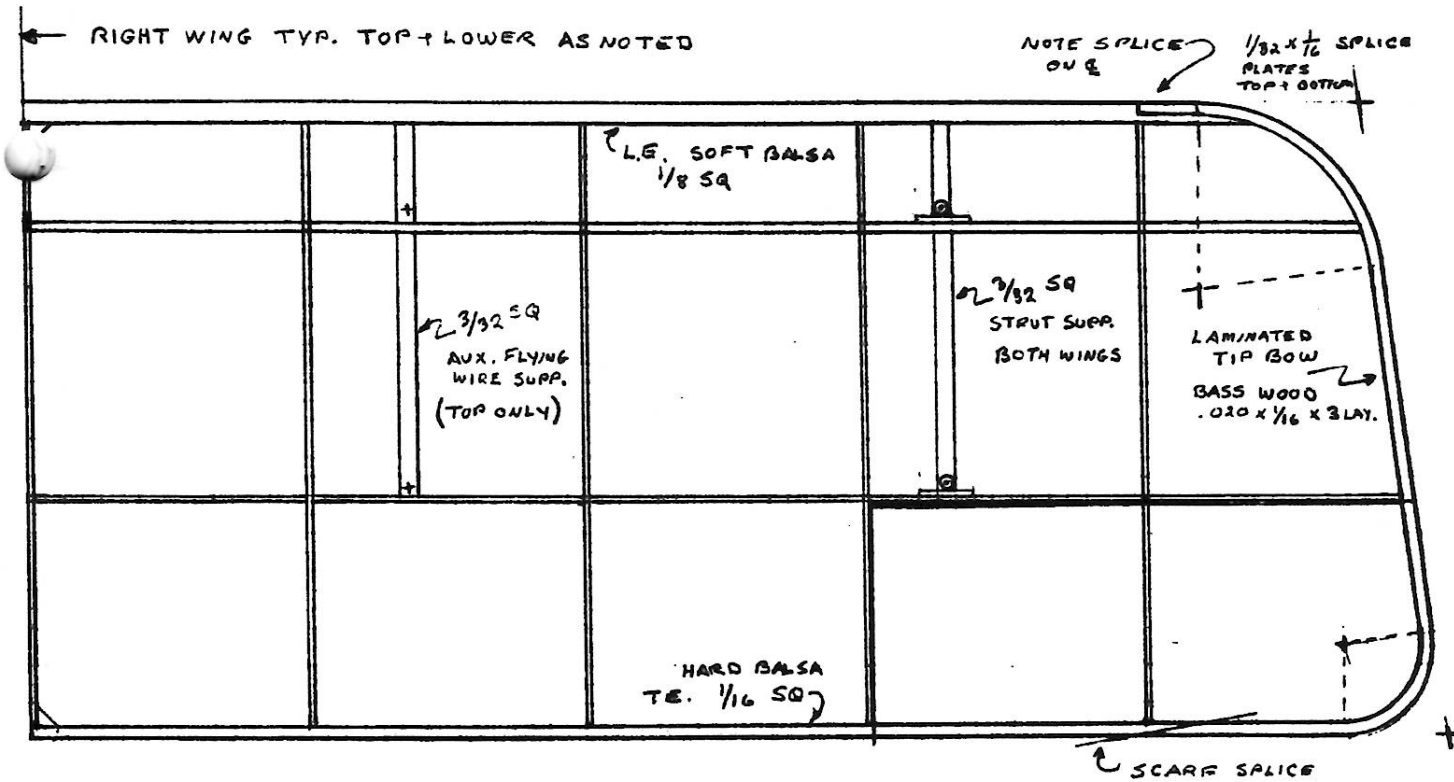 RIGHT WING TYP. TOP + LOWER AS NOTED
NOTE SPLICE
ON ℄
1/32 x 1/16 SPLICE
PLATES
TOP + BOTTOM
L.E. SOFT BALSA
1/8 SQ
3/32 SQ
AUX. FLYING
WIRE SUPP.
(TOP ONLY)
3/32 SQ
STRUT SUPP.
BOTH WINGS
LAMINATED
TIP BOW
BASS WOOD
.020 x 1/16 x 3 LAY.
HARD BALSA
TE. 1/16 SQ
SCARF SPLICE